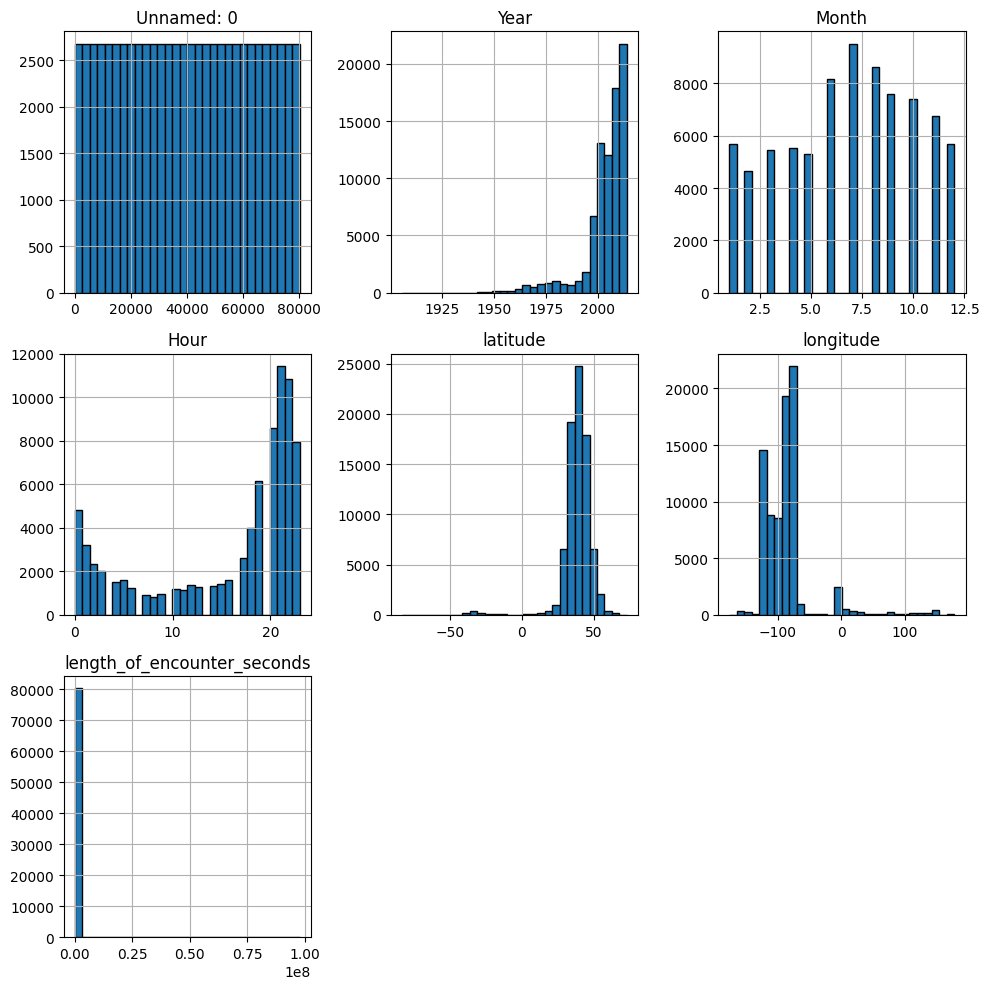 Unnamed: 0
2500
2000
1500
1000
500
0
0 20000 40000 60000 80000
Year
20000
15000
10000
5000
0
1925 1950 1975 2000
Month
8000
6000
4000
2000
0
2.5 5.0 7.5 10.0 12.5
Hour
12000
10000
8000
6000
4000
2000
0
0 10 20
latitude
25000
20000
15000
10000
5000
0
−50 0 50
longitude
20000
15000
10000
5000
0
−100 0 100
length_of_encounter_seconds
80000
70000
60000
50000
40000
30000
20000
10000
0
0.00 0.25 0.50 0.75 1.00
1e8